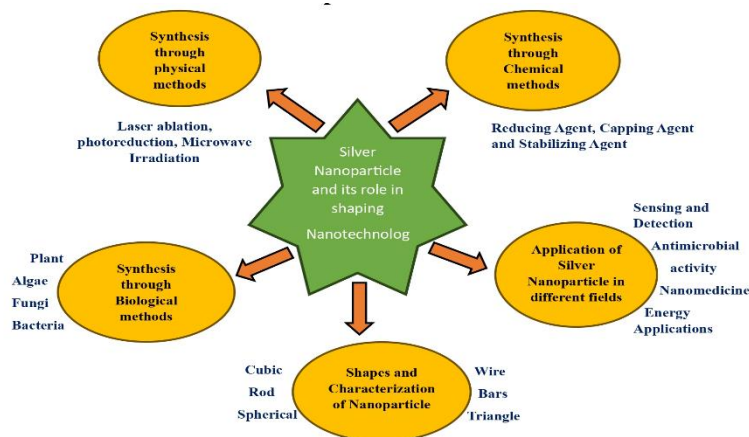 Synthesis
through
physical
methods
Laser ablation,
photoreduction, Microwave
Irradiation
Synthesis
through
Chemical
methods
Reducing Agent, Capping Agent
and Stabilizing Agent
Silver
Nanoparticle
and its role in
shaping
Nanotechnolog
Plant
Algae
Fungi
Bacteria
Synthesis
through
Biological
methods
Application of
Silver
Nanoparticle in
different fields
Sensing and
Detection
Antimicrobial
activity
Nanomedicine
Energy
Applications
Cubic
Rod
Spherical
Shapes and
Characterization
of Nanoparticle
Wire
Bars
Triangle